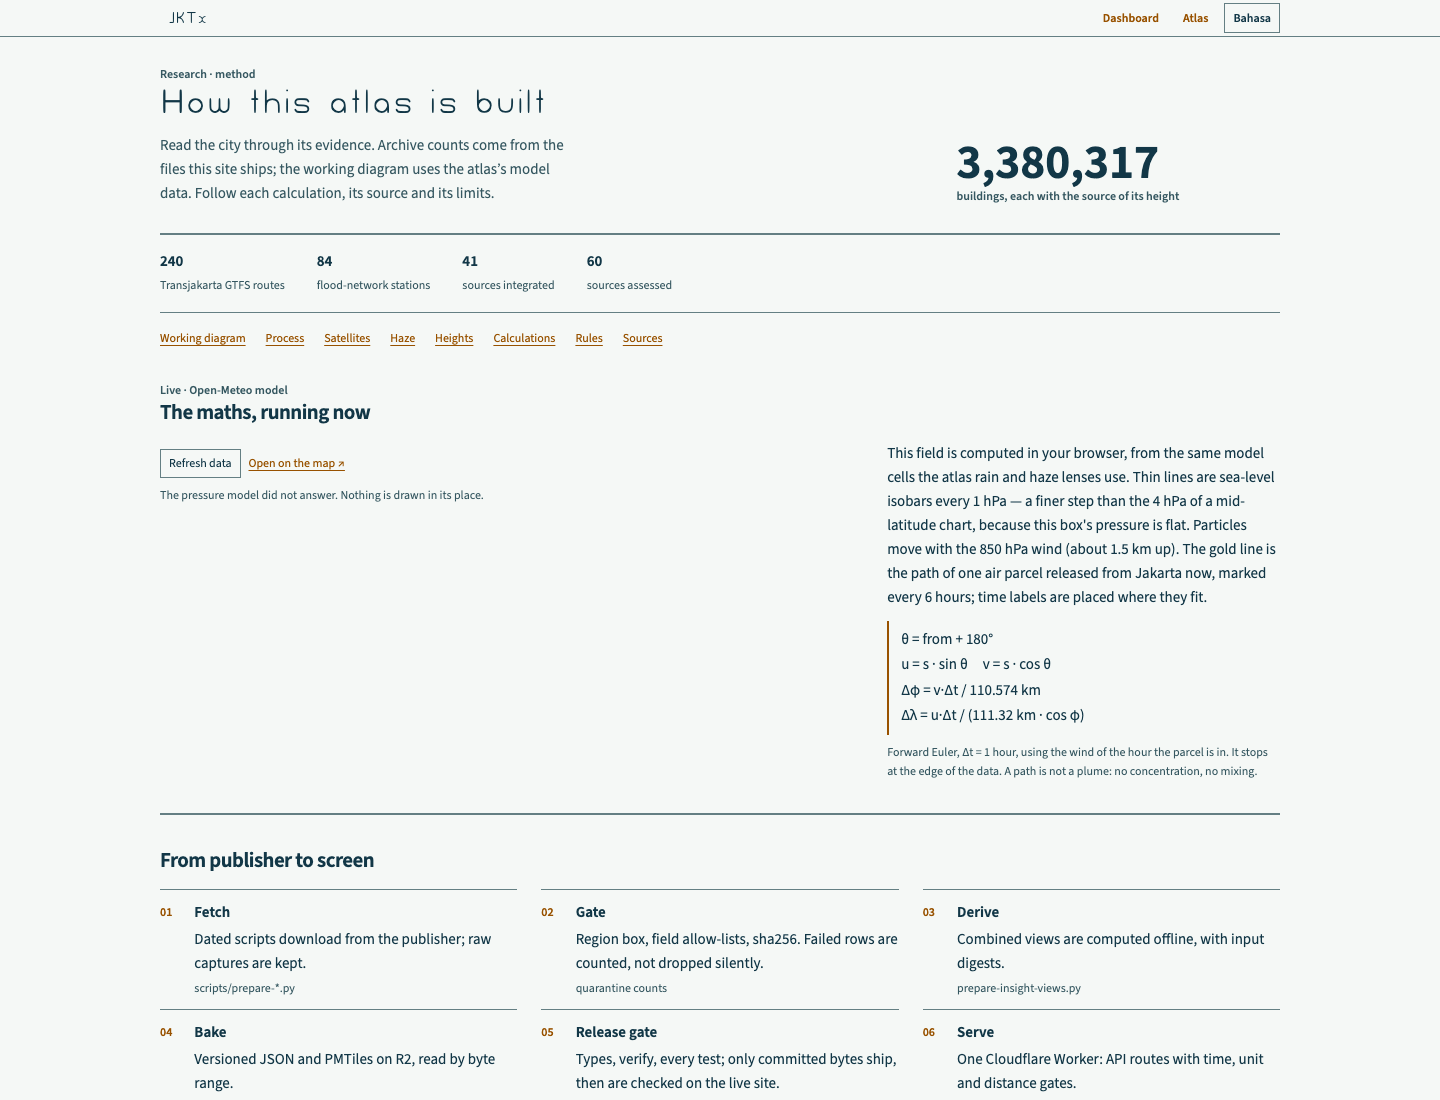 JKTx
Dashboard
Atlas
Bahasa
Research · method
How this atlas is built
Read the city through its evidence. Archive counts come from the
files this site ships; the working diagram uses the atlas’s model
data. Follow each calculation, its source and its limits.
3,380,317
buildings, each with the source of its height
240
Transjakarta GTFS routes
84
flood-network stations
41
sources integrated
60
sources assessed
Working diagram
Process
Satellites
Haze
Heights
Calculations
Rules
Sources
Live · Open-Meteo model
The maths, running now
Refresh data
Open on the map ↗
The pressure model did not answer. Nothing is drawn in its place.
This field is computed in your browser, from the same model
cells the atlas rain and haze lenses use. Thin lines are sea-level
isobars every 1 hPa — a finer step than the 4 hPa of a mid-
latitude chart, because this box's pressure is flat. Particles
move with the 850 hPa wind (about 1.5 km up). The gold line is
the path of one air parcel released from Jakarta now, marked
every 6 hours; time labels are placed where they fit.
θ = from + 180°
u = s · sin θ v = s · cos θ
Δφ = v·Δt / 110.574 km
Δλ = u·Δt / (111.32 km · cos φ)
Forward Euler, Δt = 1 hour, using the wind of the hour the parcel is in. It stops
at the edge of the data. A path is not a plume: no concentration, no mixing.
From publisher to screen
01
Fetch
Dated scripts download from the publisher; raw
captures are kept.
scripts/prepare-*.py
02
Gate
Region box, field allow-lists, sha256. Failed rows are
counted, not dropped silently.
quarantine counts
03
Derive
Combined views are computed offline, with input
digests.
prepare-insight-views.py
04
Bake
Versioned JSON and PMTiles on R2, read by byte
range.
05
Release gate
Types, verify, every test; only committed bytes ship,
then are checked on the live site.
06
Serve
One Cloudflare Worker: API routes with time, unit
and distance gates.